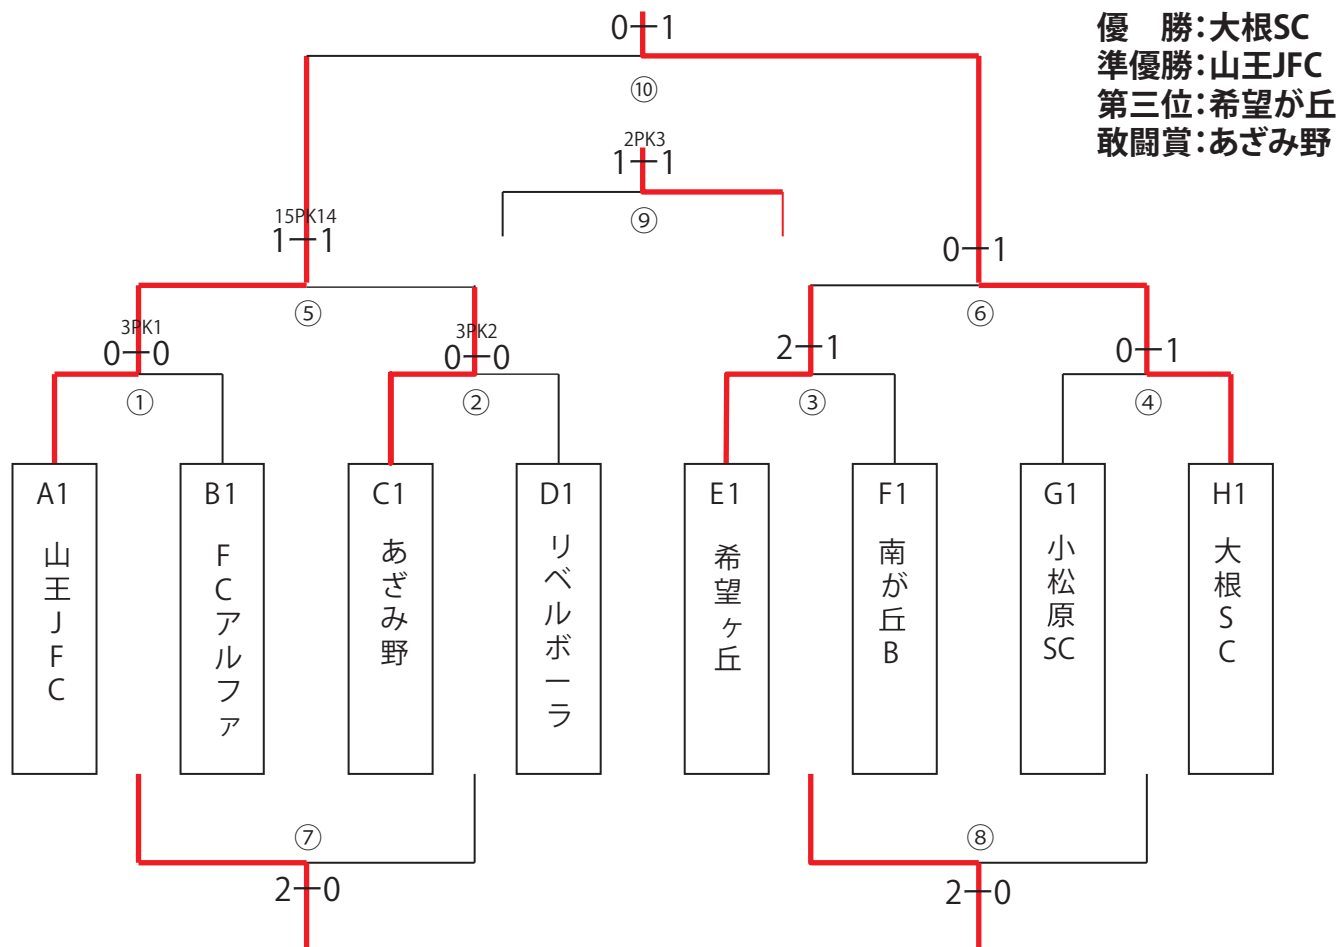 優　勝：大根SC
準優勝：山王JFC
第三位：希望が丘
敢闘賞：あざみ野
0 1
⑩
2PK3
1 1
⑨
15PK14
1 1
0 1
⑤
⑥
3PK1
0 0
3PK2
0 0
2 1
0 1
①
②
③
④
A1
山王JFC
B1
FCアルファ
C1
あざみ野
D1
リベルボーラ
E1
希望ヶ丘
F1
南が丘B
G1
小松原SC
H1
大根SC
⑦
2 0
⑧
2 0